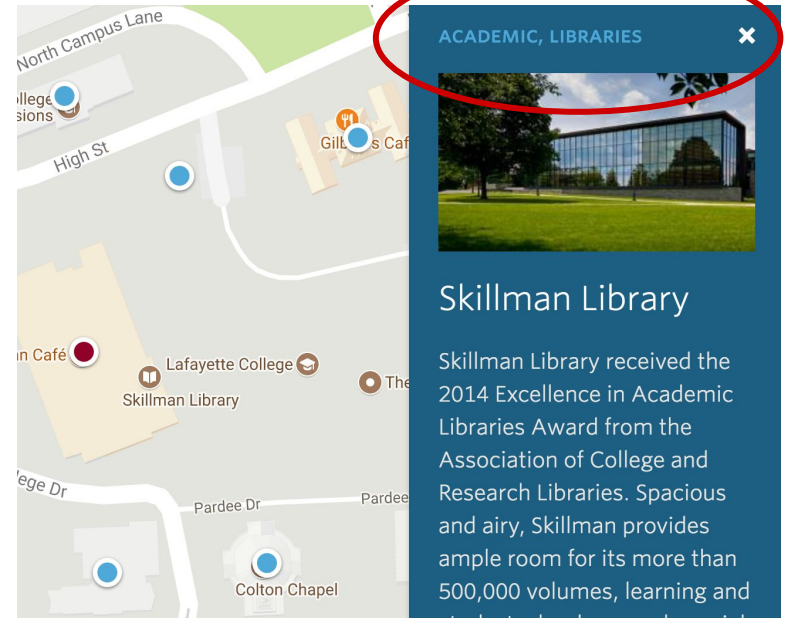 North Campus Lane
High St
Lafayette College
Skillman Library
Pardee Dr
Pardee
Colton Chapel
ACADEMIC, LIBRARIES
Skillman Library
Skillman Library received the
2014 Excellence in Academic
Libraries Award from the
Association of College and
Research Libraries. Spacious
and airy, Skillman provides
ample room for its more than
500,000 volumes, learning and